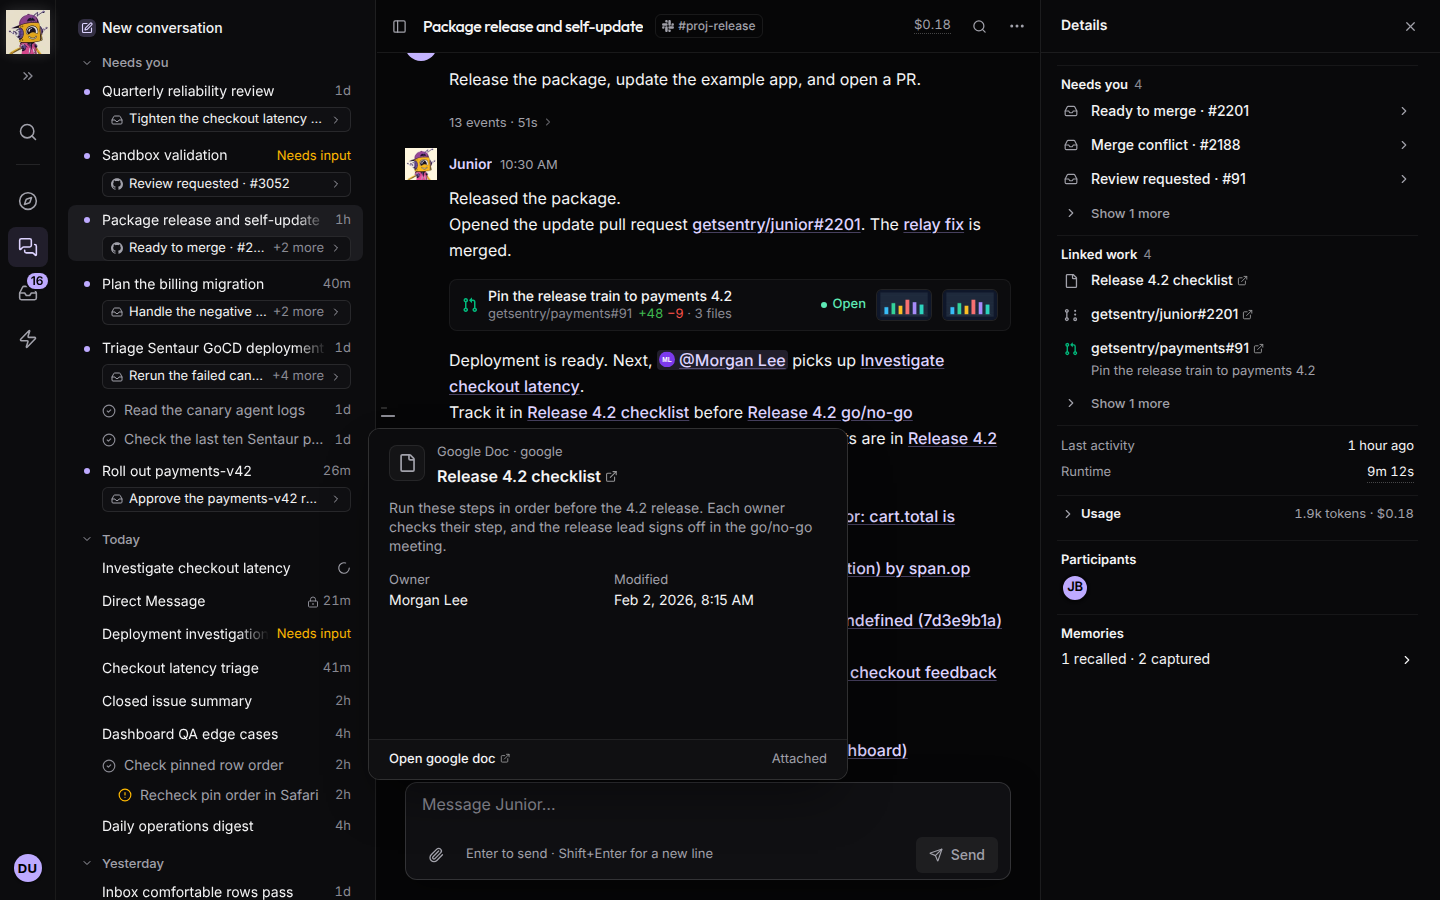 New conversation
Needs you
Quarterly reliability review 1d
Tighten the checkout latency ...
Sandbox validation Needs input
Review requested · #3052
Package release and self-update 1h
Ready to merge · #2... +2 more
Plan the billing migration 40m
Handle the negative ... +2 more
Triage Sentaur GoCD deployment 1d
Rerun the failed can... +4 more
Read the canary agent logs 1d
Check the last ten Sentaur p... 1d
Roll out payments-v42 26m
Approve the payments-v42 r...
Today
Investigate checkout latency
Direct Message 21m
Deployment investigation Needs input
Checkout latency triage 41m
Closed issue summary 2h
Dashboard QA edge cases 4h
Check pinned row order 2h
Recheck pin order in Safari 2h
Daily operations digest 4h
Yesterday
Inbox comfortable rows pass 1d
16
DU
Package release and self-update #proj-release $0.18
Release the package, update the example app, and open a PR.
13 events · 51s
Junior 10:30 AM
Released the package.
Opened the update pull request getsentry/junior#2201. The relay fix is
merged.
Pin the release train to payments 4.2
getsentry/payments#91 +48 −9 · 3 files
Open
Deployment is ready. Next, ML @Morgan Lee picks up Investigate
checkout latency.
Track it in Release 4.2 checklist before Release 4.2 go/no-go
ts are in Release 4.2
or: cart.total is
tion) by span.op
ndefined (7d3e9b1a)
checkout feedback
hboard)
Google Doc · google
Release 4.2 checklist
Run these steps in order before the 4.2 release. Each owner
checks their step, and the release lead signs off in the go/no-go
meeting.
Owner Modified
Morgan Lee Feb 2, 2026, 8:15 AM
Open google doc Attached
Message Junior...
Enter to send · Shift+Enter for a new line
Send
Details
Needs you 4
Ready to merge · #2201
Merge conflict · #2188
Review requested · #91
Show 1 more
Linked work 4
Release 4.2 checklist
getsentry/junior#2201
getsentry/payments#91
Pin the release train to payments 4.2
Show 1 more
Last activity 1 hour ago
Runtime 9m 12s
Usage 1.9k tokens · $0.18
Participants
JB
Memories
1 recalled · 2 captured